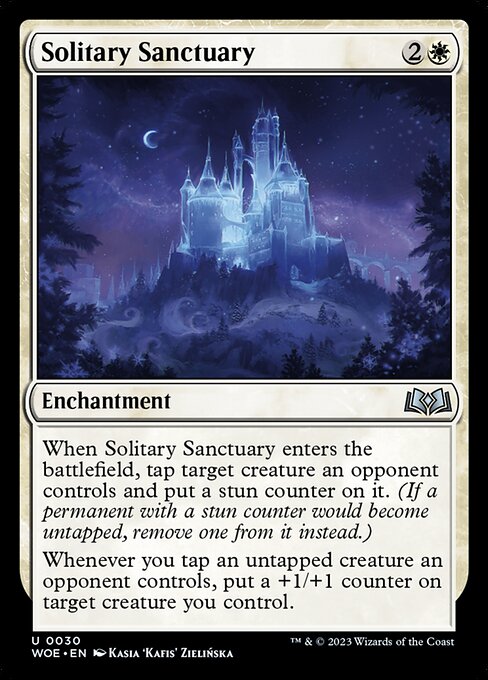 Solitary Sanctuary 2
Enchantment
When Solitary Sanctuary enters the
battlefield, tap target creature an opponent
controls and put a stun counter on it. (If a
permanent with a stun counter would become
untapped, remove one from it instead.)
Whenever you tap an untapped creature an
opponent controls, put a +1/+1 counter on
target creature you control.
U 0030
WOE • EN Kasia ‘Kafis’ Zielińska
™ & © 2023 Wizards of the Coast